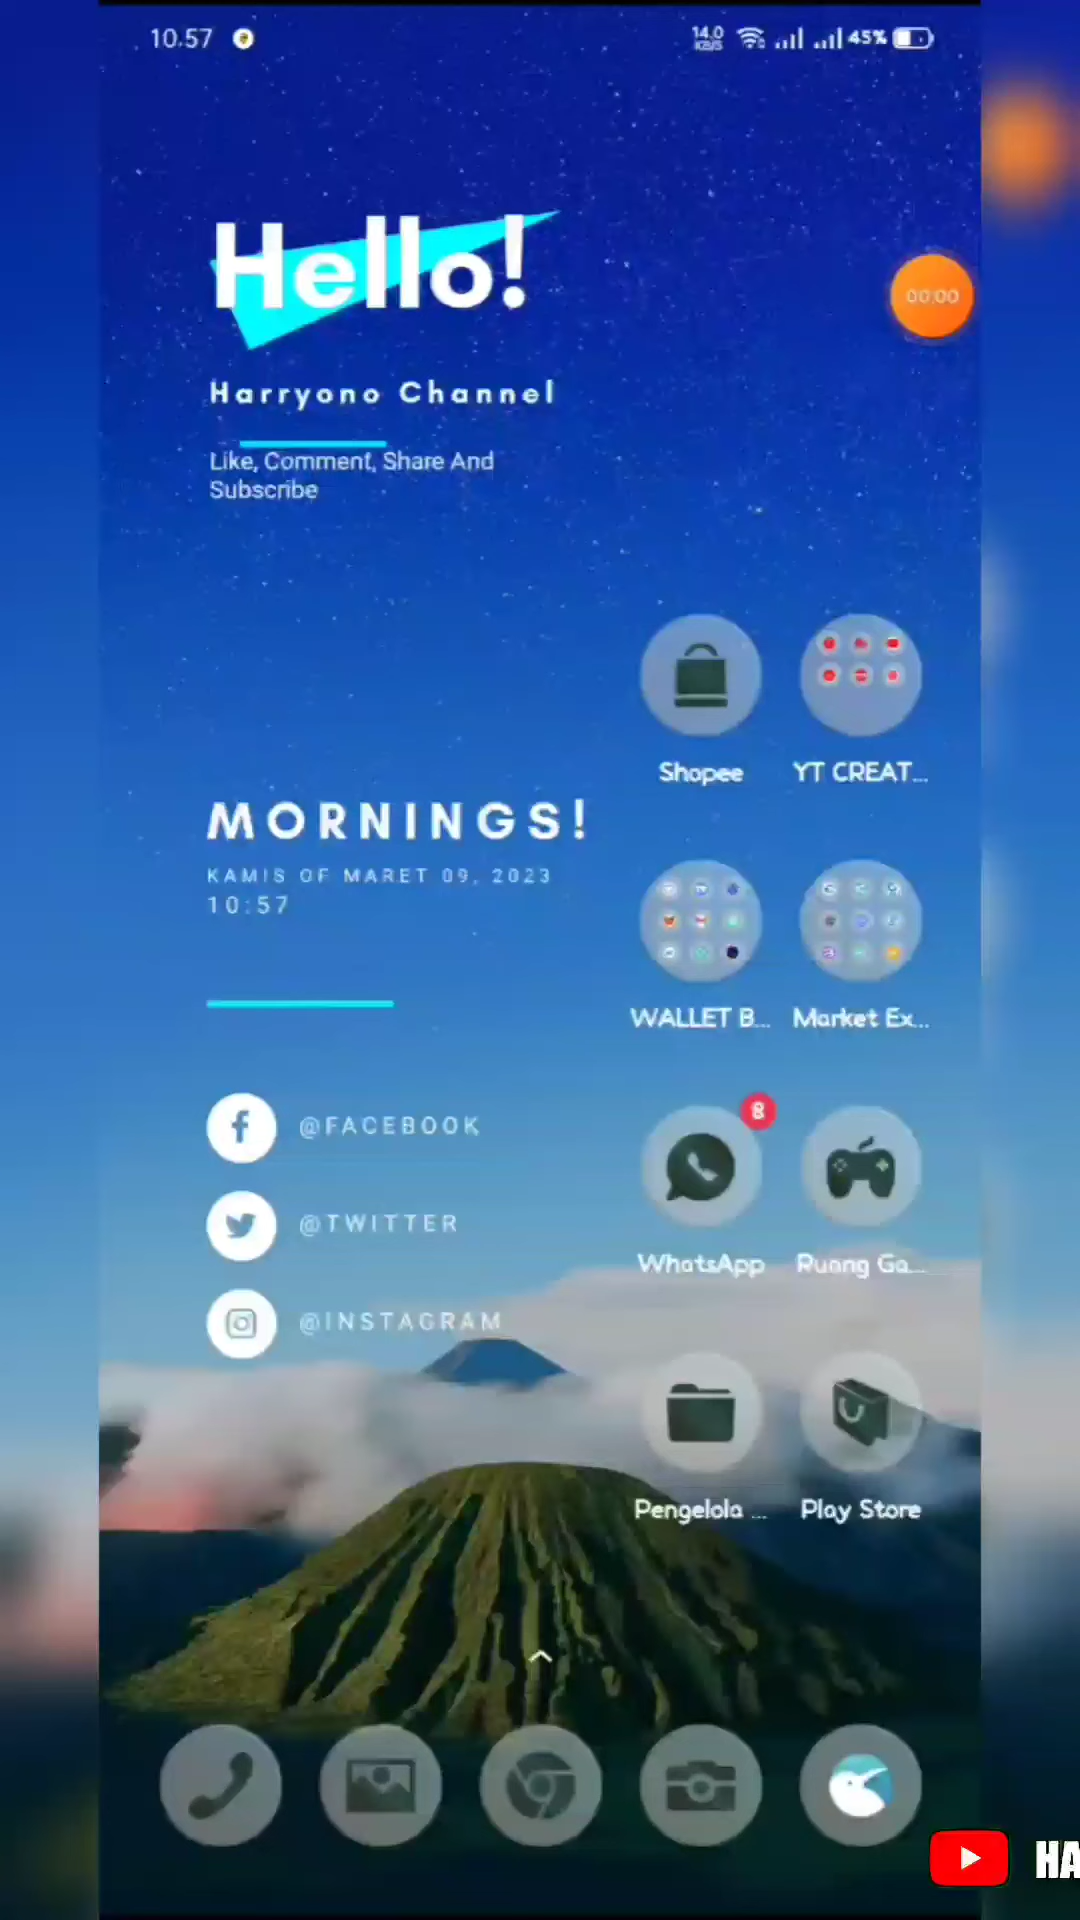 10.57
14.0
KB/S
45%
Hello!
00:00
Harryono Channel
Like, Comment, Share And
Subscribe
Shopee
YT CREAT...
MORNINGS!
KAMIS OF MARET 09, 2023
10:57
WALLET B...
Market Ex...
@FACEBOOK
8
@TWITTER
WhatsApp
Ruang Ga...
@INSTAGRAM
Pengelola ...
Play Store
HA